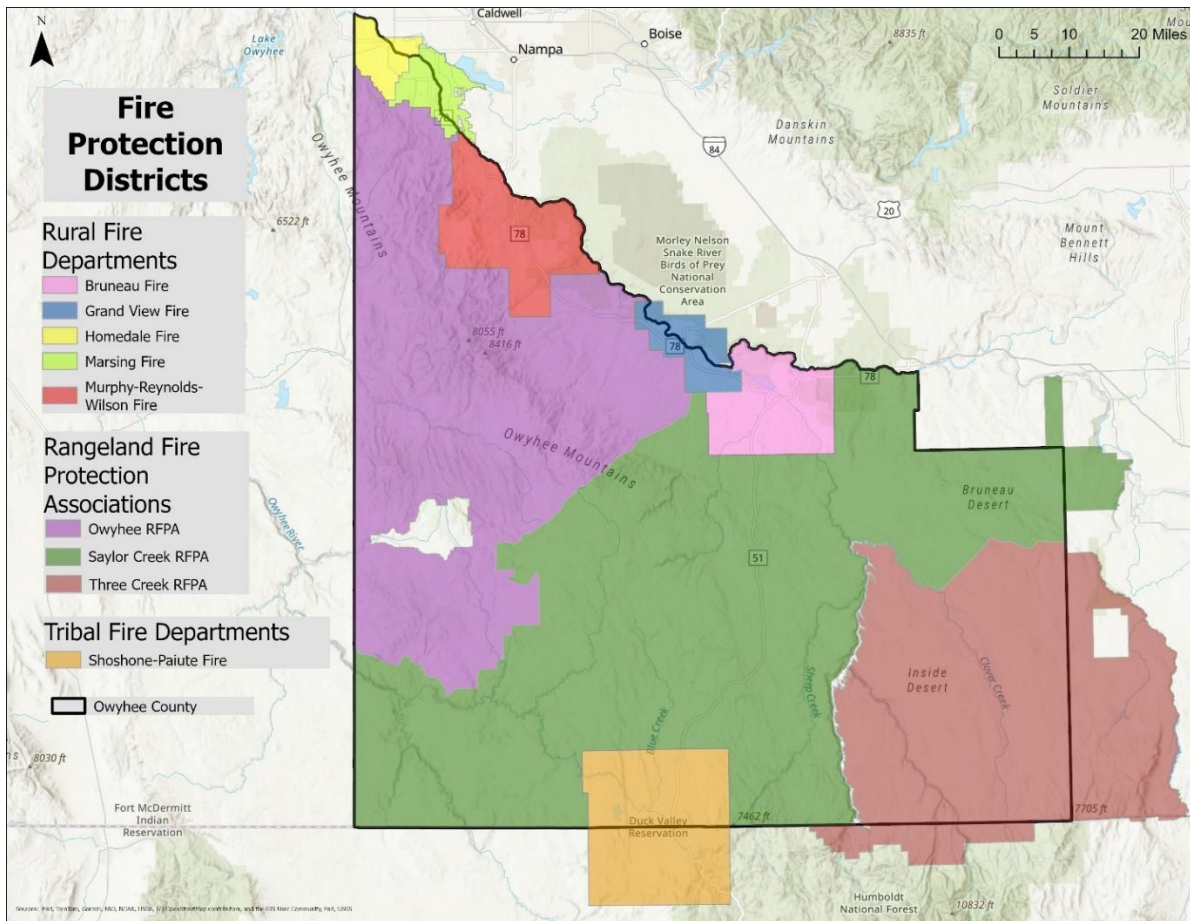 N
Fire
Protection
Districts
Rural Fire
Departments
Bruneau Fire
Grand View Fire
Homedale Fire
Marsing Fire
Murphy-Reynolds-
Wilson Fire
Rangeland Fire
Protection
Associations
Owyhee RFPA
Saylor Creek RFPA
Three Creek RFPA
Tribal Fire Departments
Shoshone-Paiute Fire
Owyhee County
0 5 10 20 Miles
Caldwell
Nampa
Boise
Lake
Owyhee
8835 ft
Soldier
Mountains
Danskin
Mountains
84
20
Mount
Bennett
Hills
Owyhee Mountains
6522 ft
78
Morley Nelson
Snake River
Birds of Prey
National
Conservation
Area
8055 ft
8416 ft
78
78
Owyhee Mountains
Bruneau
Desert
Owyhee River
51
Inside
Desert
Clover Creek
Sheep Creek
Blue Creek
8030 ft
Fort McDermitt
Indian
Reservation
Duck Valley
Reservation
7462 ft
7705 ft
Humboldt
National Forest
10832 ft